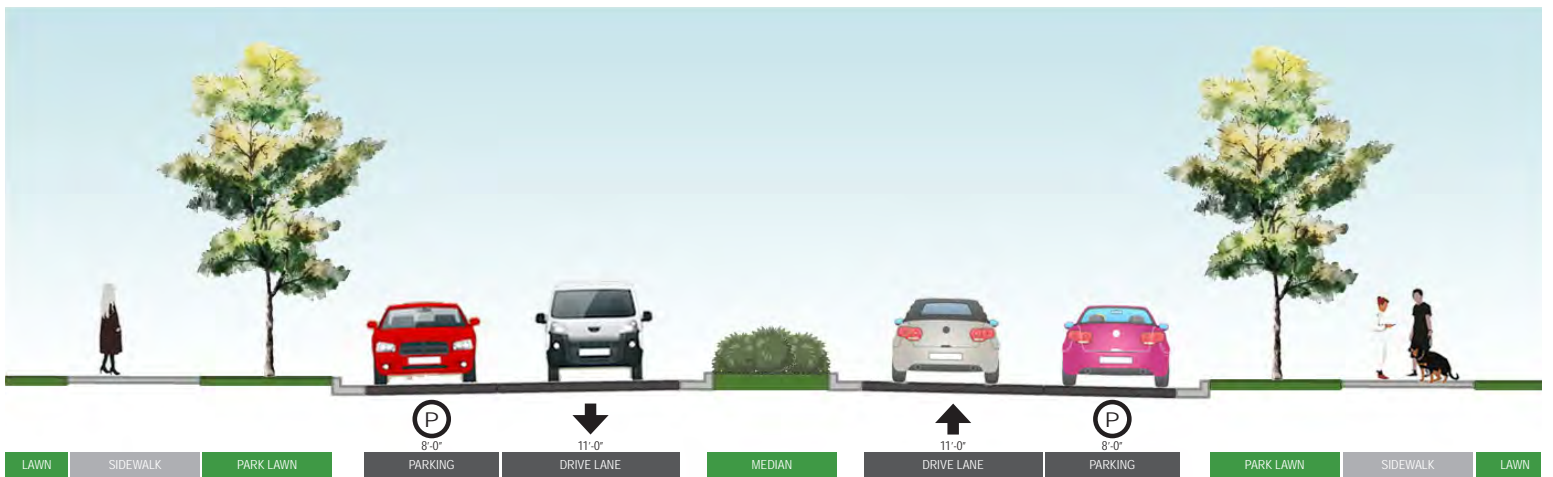 P P
8'-0" 11'-0" 11'-0" 8'-0"
LAWN SIDEWALK PARK LAWN PARKING DRIVE LANE MEDIAN DRIVE LANE PARKING PARK LAWN SIDEWALK LAWN